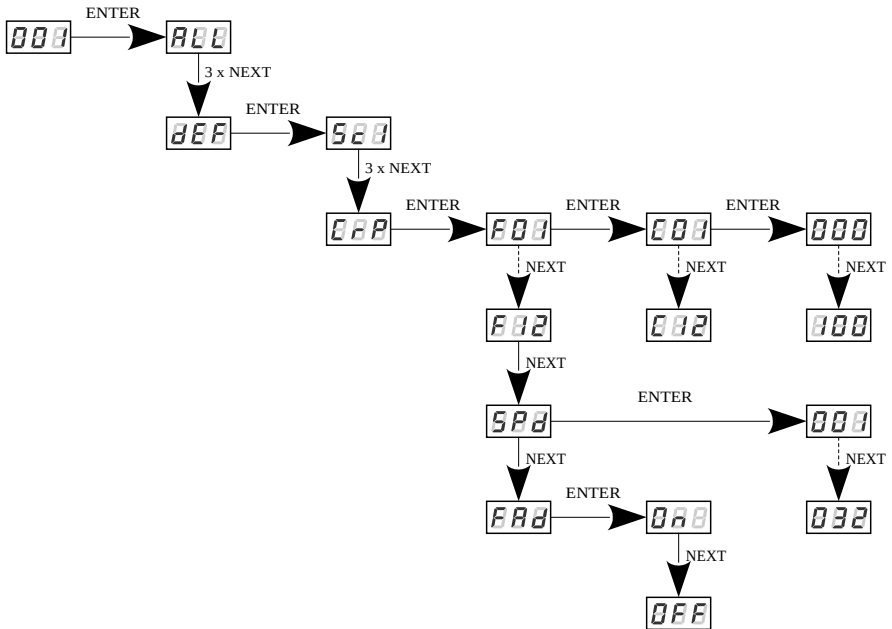 ENTER
001 ALL
3 x NEXT
ENTER
dEF Sc1
3 x NEXT
ENTER ENTER ENTER
CrP F01 C01 000
NEXT NEXT NEXT
F12 C12 100
NEXT
ENTER
SPd 001
NEXT NEXT
ENTER
FAd On 032
NEXT
OFF